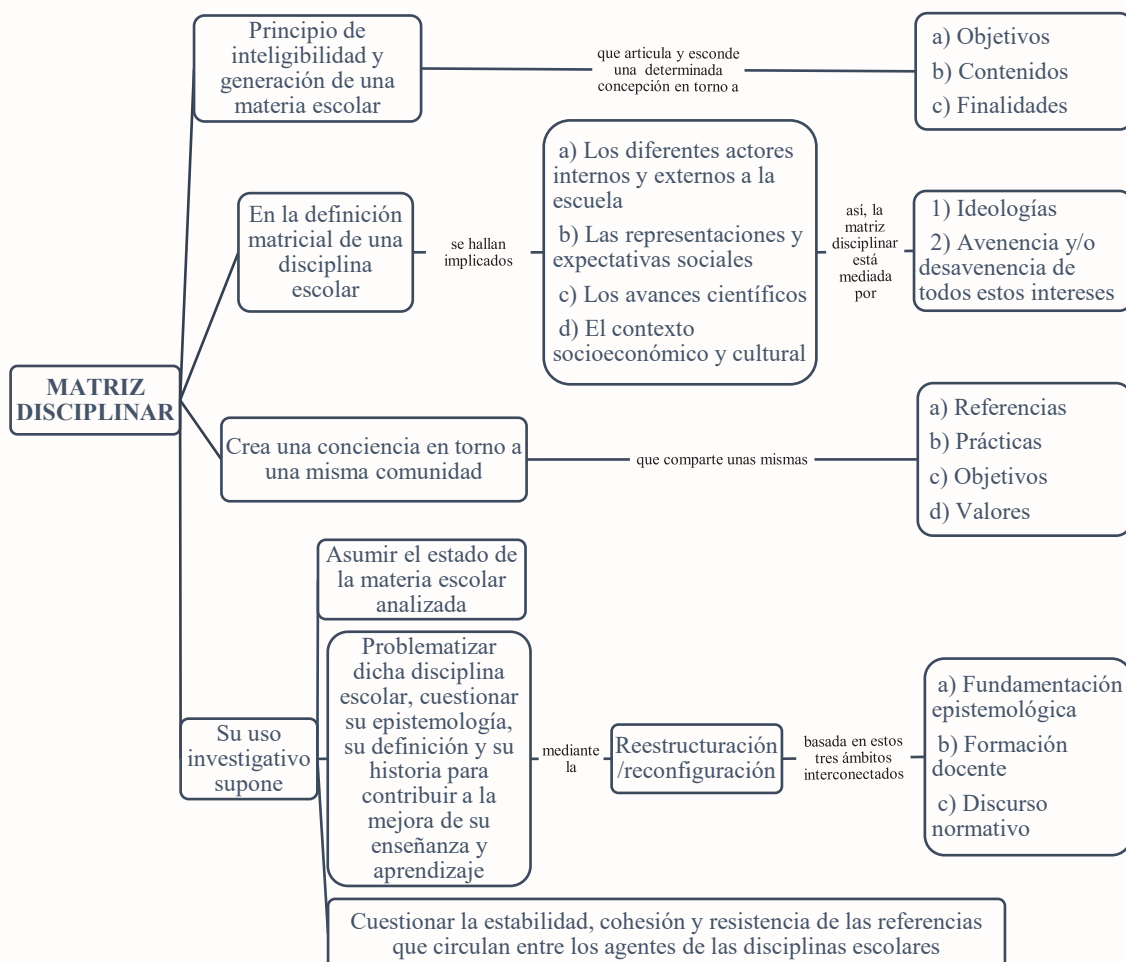 Principio de
inteligibilidad y
generación de una
materia escolar
que articula y esconde
una determinada
concepción en torno a
a) Objetivos
b) Contenidos
c) Finalidades
En la definición
matricial de una
disciplina
escolar
se hallan
implicados
a) Los diferentes actores
internos y externos a la
escuela
b) Las representaciones y
expectativas sociales
c) Los avances científicos
d) El contexto
socioeconómico y cultural
así, la
matriz
disciplinar
está
mediada
por
1) Ideologías
2) Avenencia y/o
desavenencia de
todos estos intereses
MATRIZ
DISCIPLINAR
Crea una conciencia en torno a
una misma comunidad
que comparte unas mismas
a) Referencias
b) Prácticas
c) Objetivos
d) Valores
Su uso
investigativo
supone
Asumir el estado de
la materia escolar
analizada
Problematizar
dicha disciplina
escolar, cuestionar
su epistemología,
su definición y su
historia para
contribuir a la
mejora de su
enseñanza y
aprendizaje
mediante
la
Reestructuración
/reconfiguración
basada en estos
tres ámbitos
interconectados
a) Fundamentación
epistemológica
b) Formación
docente
c) Discurso
normativo
Cuestionar la estabilidad, cohesión y resistencia de las referencias
que circulan entre los agentes de las disciplinas escolares